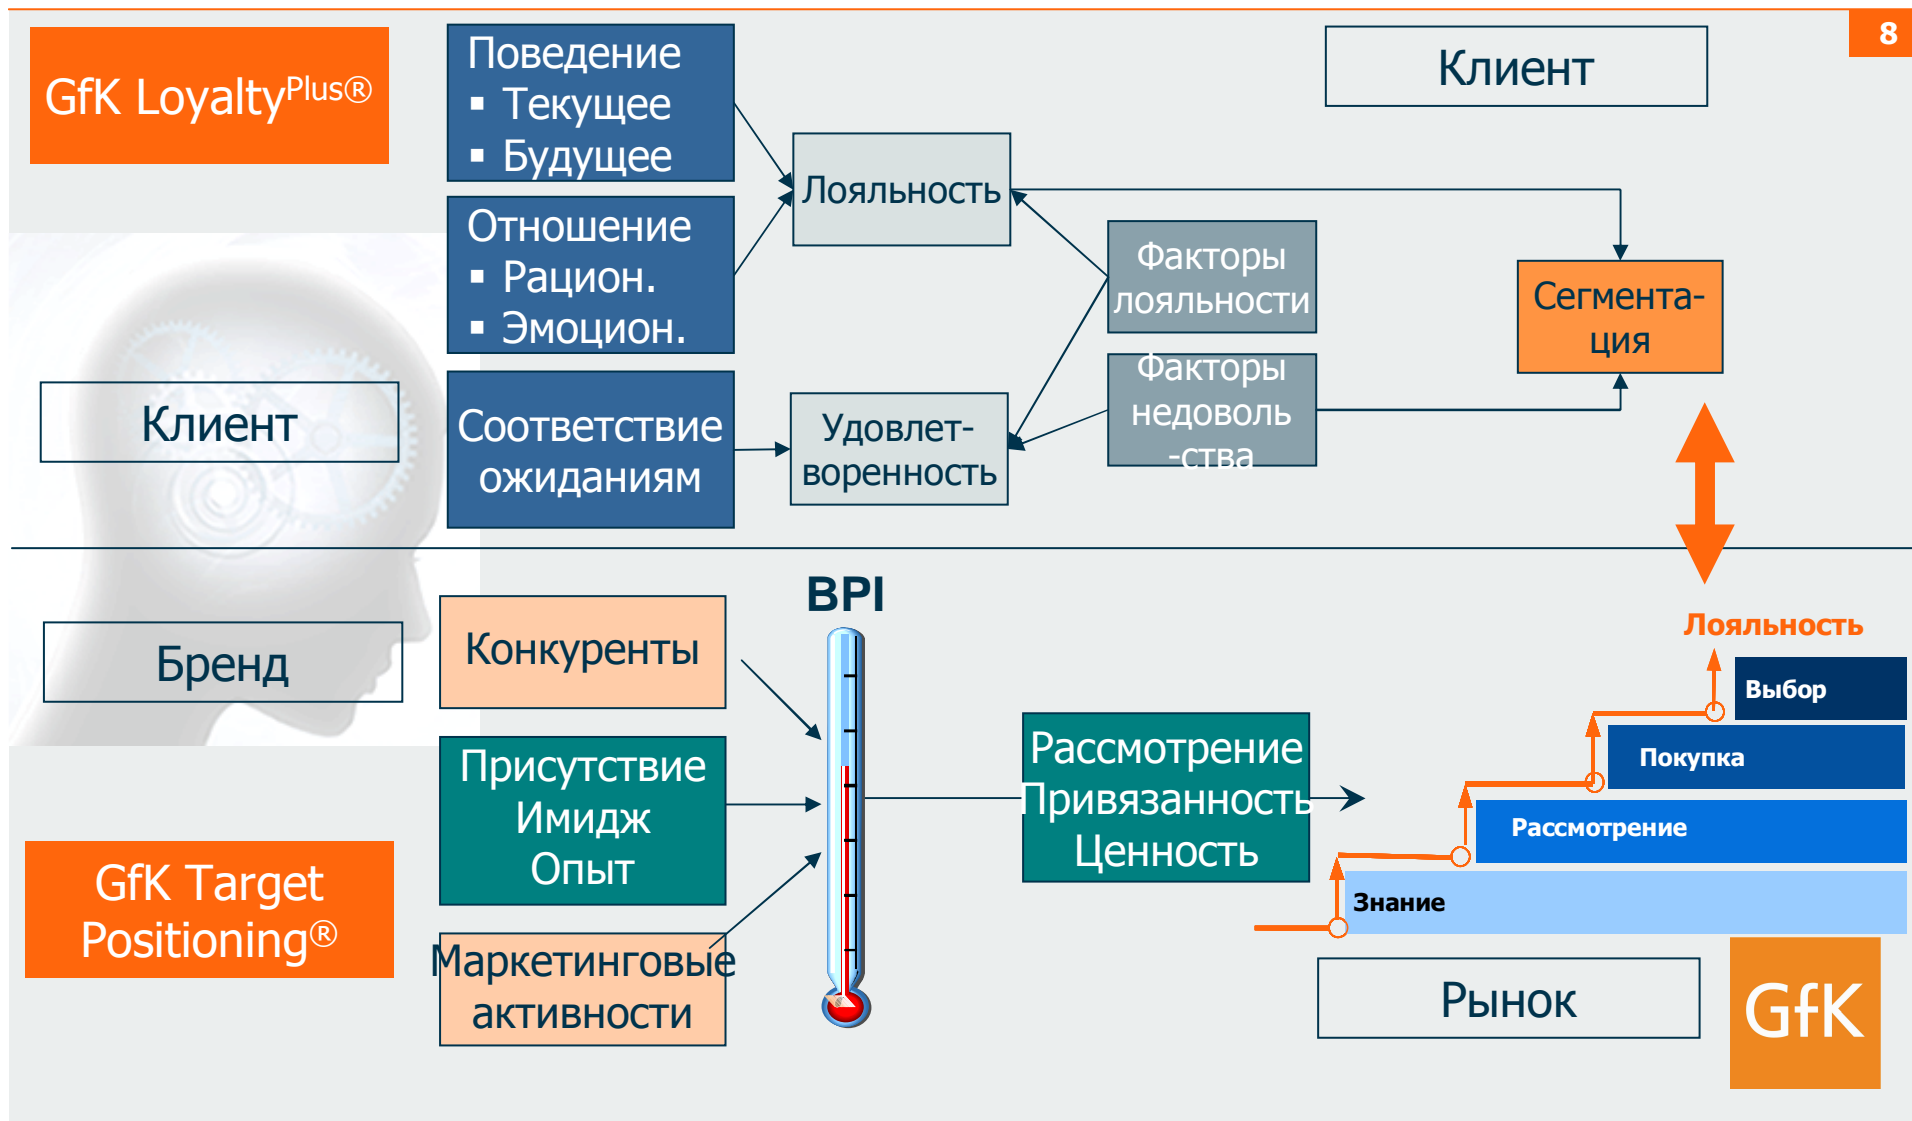 8
GfK LoyaltyPlus®
Поведение
▪ Текущее
▪ Будущее
Клиент
Лояльность
Отношение
▪ Рацион.
▪ Эмоцион.
Факторы
лояльности
Сегмента-
ция
Клиент
Соответствие
ожиданиям
Удовлет-
воренность
Факторы
недоволь
-ства
BPI
Бренд
Конкуренты
Лояльность
Выбор
Присутствие
Имидж
Опыт
Рассмотрение
Привязанность
Ценность
Покупка
Рассмотрение
Знание
GfK Target
Positioning®
Маркетинговые
активности
Рынок
GfK